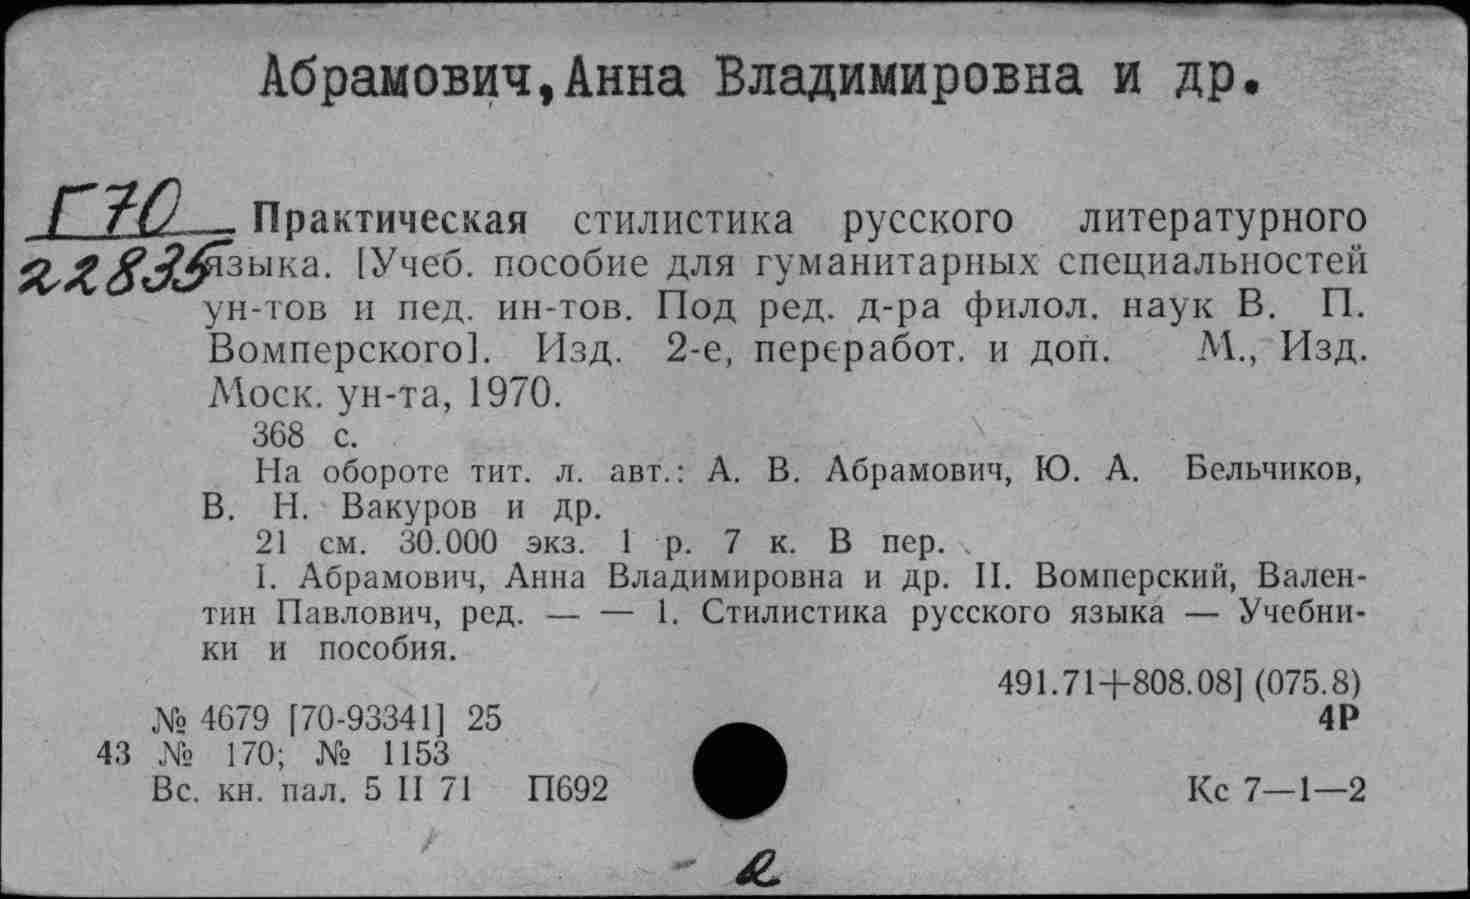 Абрамович,Анна Владимировна и др.
Г70
Практическая стилистика русского литературного
языка. [Учеб. пособие для гуманитарных специальностей
ун-тов и пед. ин-тов. Под ред. д-ра филол. наук В. П.
Вомперского]. Изд. 2-е, переработ. и доп. М., Изд.
Моск. ун-та, 1970.
368 с.
На обороте тит. л. авт.: А. В. Абрамович, Ю. А. Бельчиков,
В. Н. Вакуров и др.
21 см. 30.000 экз. 1 р. 7 к. В пер.
I. Абрамович, Анна Владимировна и др. II. Вомперский, Вален-
тин Павлович, ред. — — 1. Стилистика русского языка — Учебни-
ки и пособия.
491.71+808.08] (075.8)
№ 4679 [70-93341] 25 4Р
43 № 170; № 1153
Вс. кн. пал. 5 II 71 П692 Кс 7—1—2